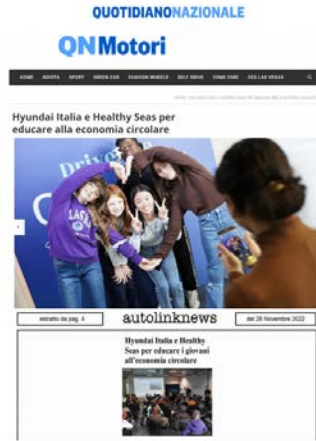 QUOTIDIANONAZIONALE
QNMotori
HOME NOVITÀ SPORT GREEN CAR FASHION WHEELS SELF DRIVE COME FARE CES LAS VEGAS
Hyundai Italia e Healthy Seas per
educare alla economia circolare
Drive
estratto da pag. 4
autolinknews
del 28 Novembre 2022
Hyundai Italia e Healthy
Seas per educare i giovani
all'economia circolare